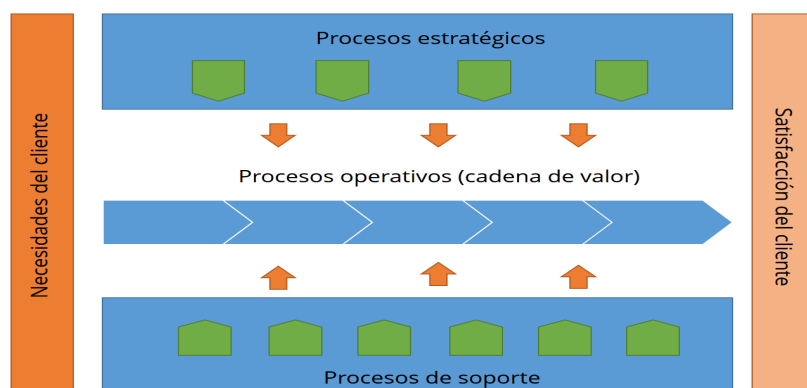 Necesidades del cliente
Procesos estratégicos
Procesos operativos (cadena de valor)
Procesos de soporte
Satisfacción del cliente